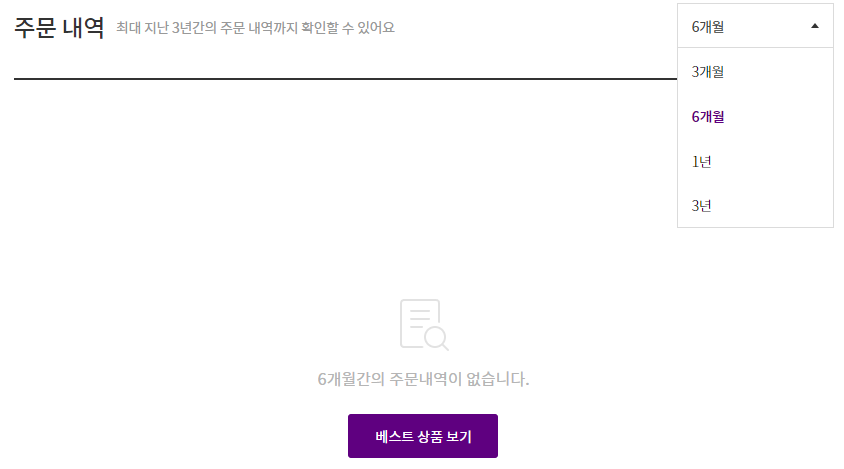 주문 내역 최대 지난 3년간의 주문 내역까지 확인할 수 있어요
6개월
3개월
6개월
1년
3년
6개월간의 주문내역이 없습니다.
베스트 상품 보기